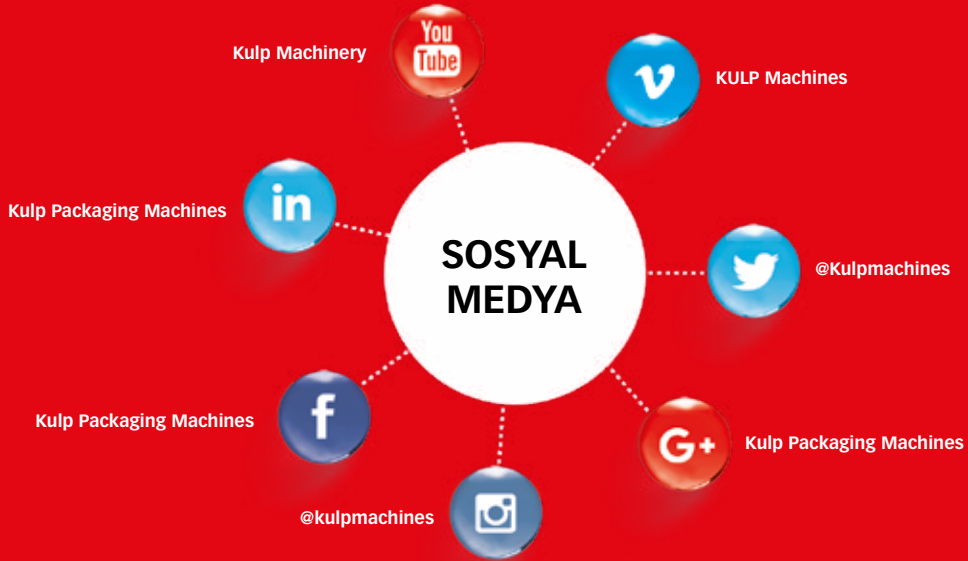 You
Tube
Kulp Machinery
KULP Machines
in
Kulp Packaging Machines
SOSYAL
MEDYA
@Kulpmachines
f
Kulp Packaging Machines
G+
Kulp Packaging Machines
@kulpmachines